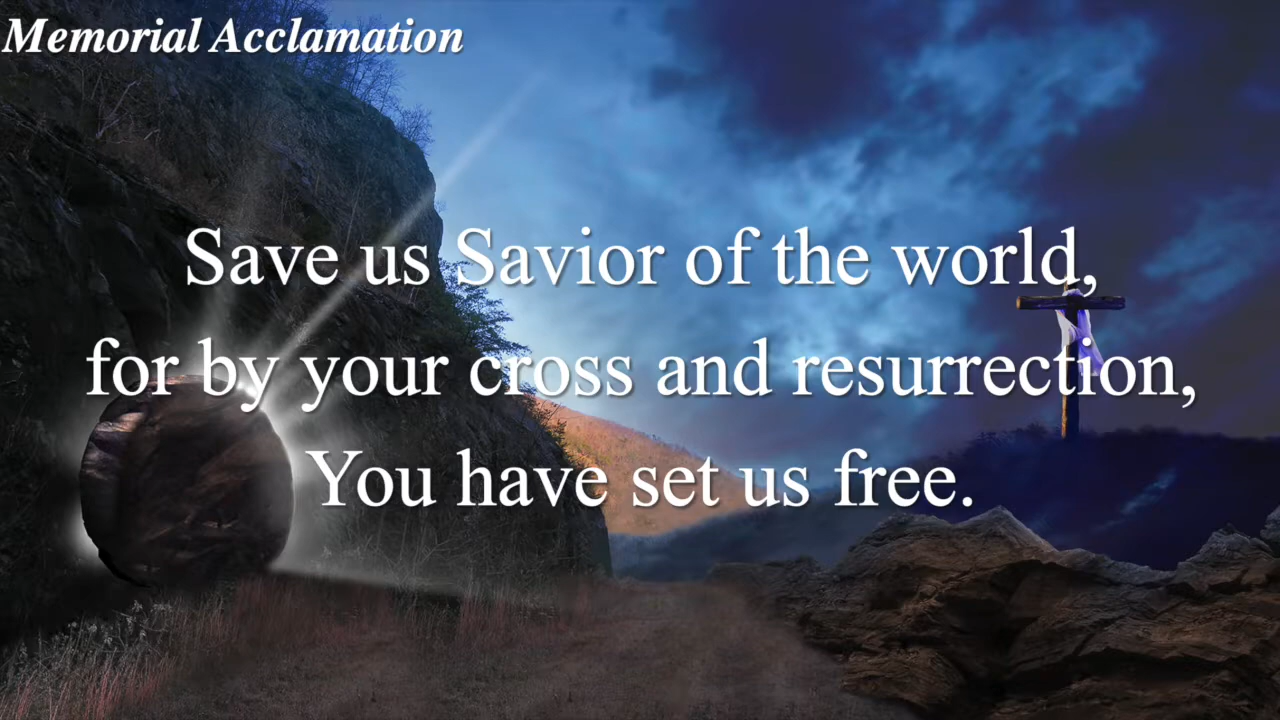 Memorial Acclamation
Save us Savior of the world,
for by your cross and resurrection,
You have set us free.